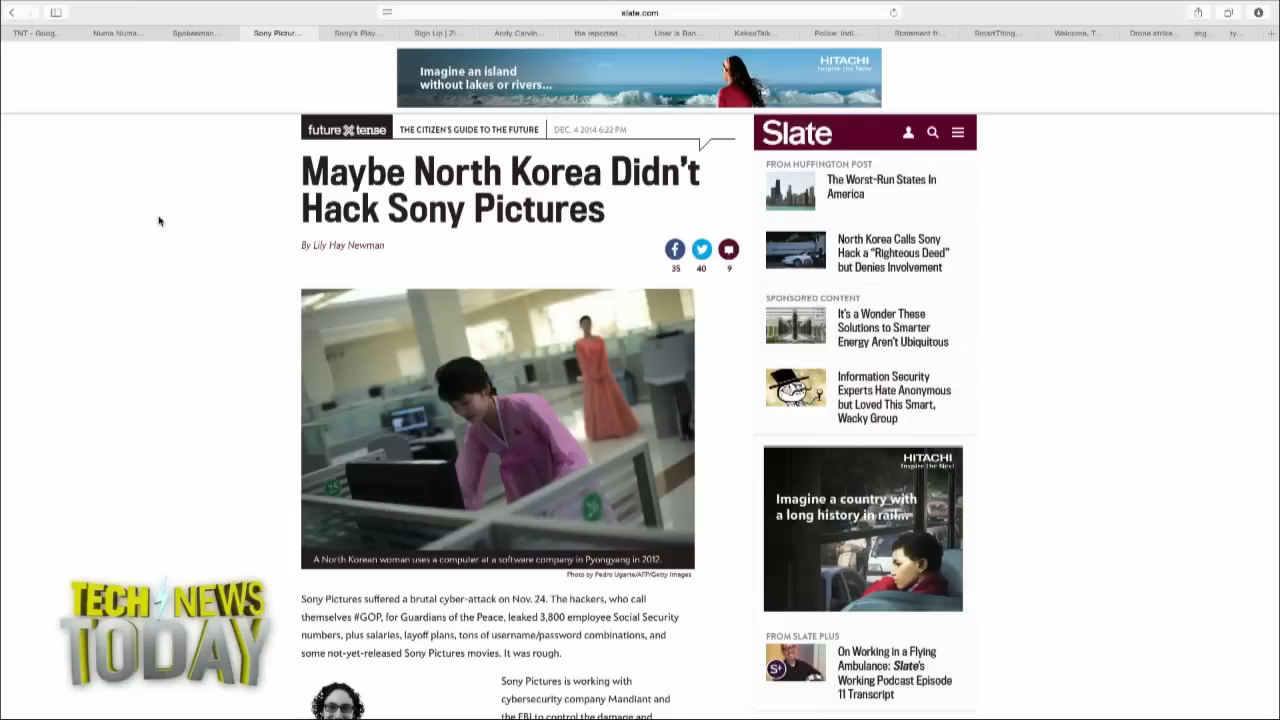 slate.com
TNT - Goog...
Numa Numa...
Spokesman...
Sony Pictur...
Sony's Play...
Sign Up | Zi...
Andy Carvin...
the reported...
Uber is Ban...
KakaoTalk...
Police: Indi...
Statement fr...
SmartThing...
Welcome, T...
Drone strike...
Imagine an island
without lakes or rivers...
HITACHI
Inspire the Next
future tense
THE CITIZEN'S GUIDE TO THE FUTURE
DEC. 4 2014 6:22 PM
Maybe North Korea Didn't
Hack Sony Pictures
By Lily Hay Newman
35
40
9
A North Korean woman uses a computer at a software company in Pyongyang in 2012.
Photo by Pedro Ugarte/AFP/Getty Images
Sony Pictures suffered a brutal cyber-attack on Nov. 24. The hackers, who call
themselves #GOP, for Guardians of the Peace, leaked 3,800 employee Social Security
numbers, plus salaries, layoff plans, tons of username/password combinations, and
some not-yet-released Sony Pictures movies. It was rough.
Sony Pictures is working with
cybersecurity company Mandiant and
the FBI to control the damage and
Slate
FROM HUFFINGTON POST
The Worst-Run States In
America
North Korea Calls Sony
Hack a "Righteous Deed"
but Denies Involvement
SPONSORED CONTENT
It's a Wonder These
Solutions to Smarter
Energy Aren't Ubiquitous
Information Security
Experts Hate Anonymous
but Loved This Smart,
Wacky Group
HITACHI
Inspire the Next
Imagine a country with
a long history in rail...
FROM SLATE PLUS
S+
On Working in a Flying
Ambulance: Slate's
Working Podcast Episode
11 Transcript
TECH NEWS
TODAY